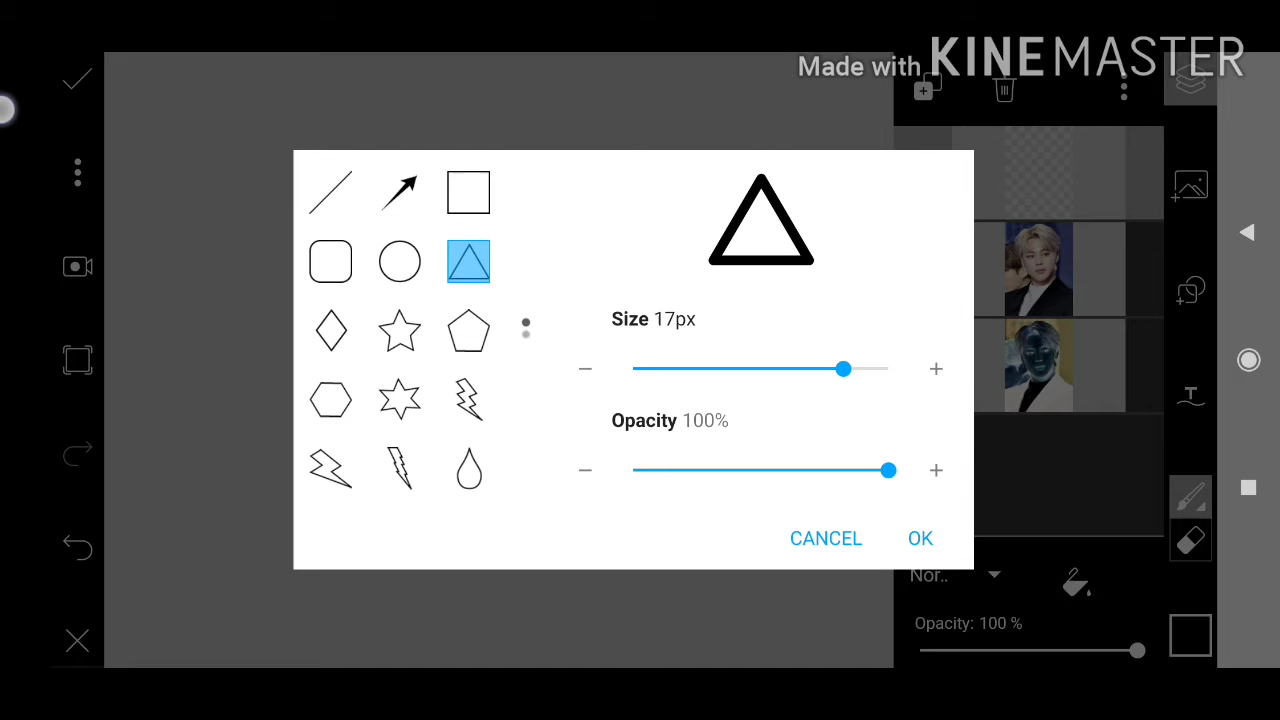 Made with KINEMASTER
Size 17px
Opacity 100%
CANCEL OK
Nor..
Opacity: 100 %